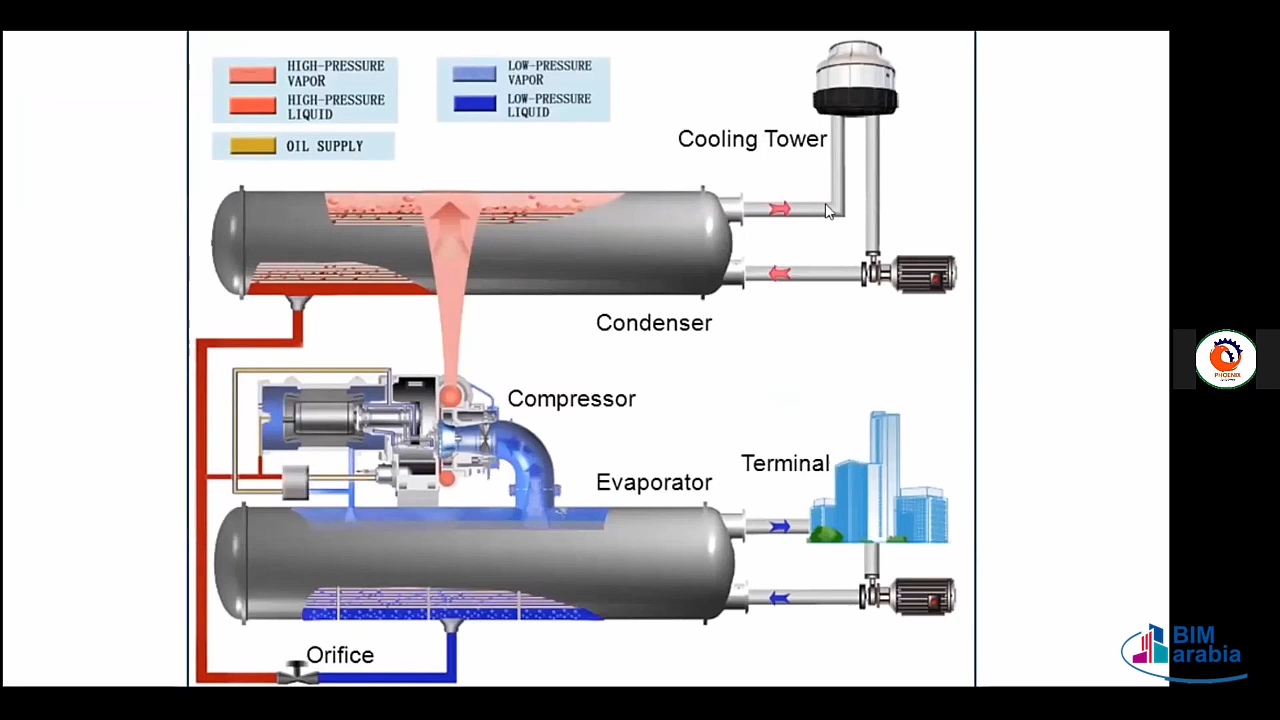 HIGH-PRESSURE
VAPOR
HIGH-PRESSURE
LIQUID
OIL SUPPLY
LOW-PRESSURE
VAPOR
LOW-PRESSURE
LIQUID
Cooling Tower
Condenser
Compressor
Terminal
Evaporator
Orifice
PHOENIX
BIM
arabia